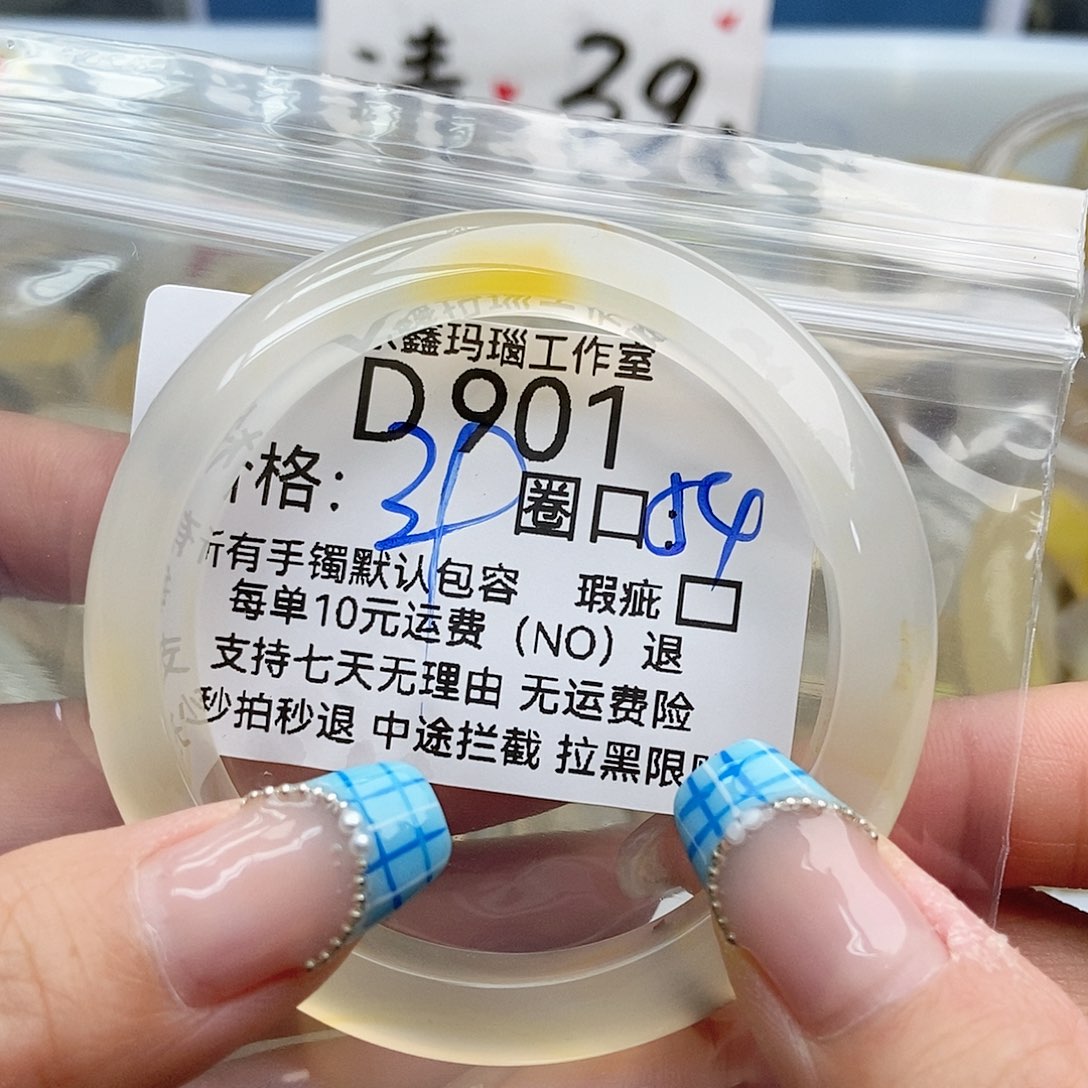 清 39
鑫玛瑙工作室
D901
格: 3P 圈口:54
所有手镯默认包容 瑕疵
每单10元运费（NO）退
支持七天无理由 无运费险
秒拍秒退 中途拦截 拉黑限